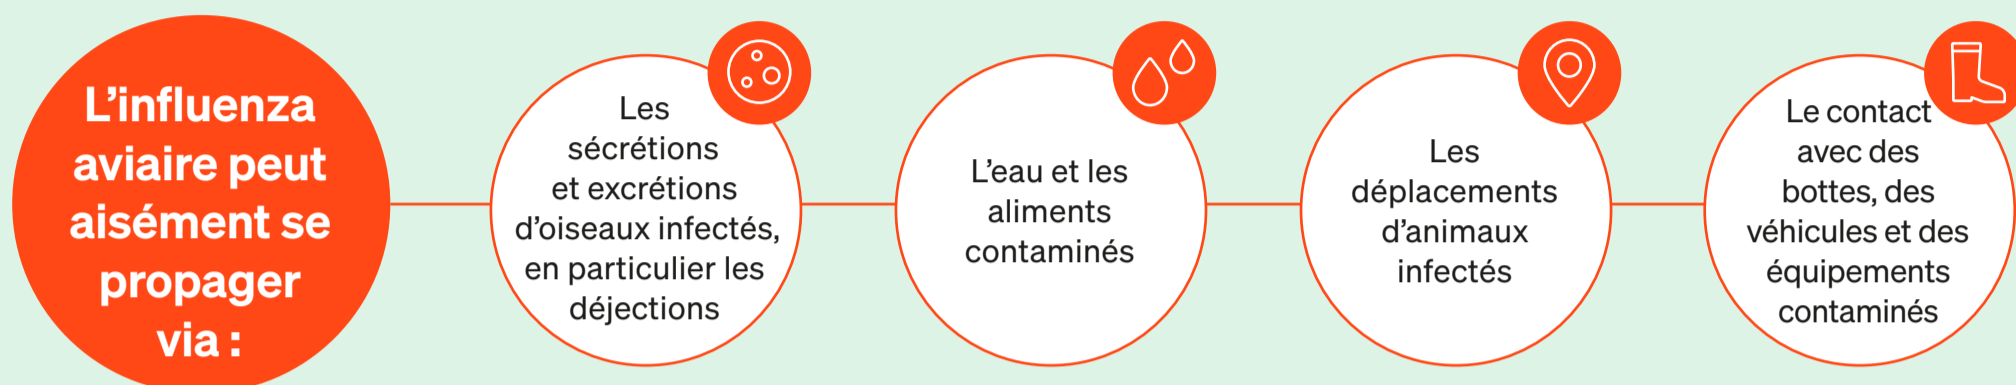 L’influenza
aviaire peut
aisément se
propager
via :
Les
sécrétions
et excrétions
d’oiseaux infectés,
en particulier les
déjections
L’eau et les
aliments
contaminés
Les
déplacements
d’animaux
infectés
Le contact
avec des
bottes, des
véhicules et des
équipements
contaminés